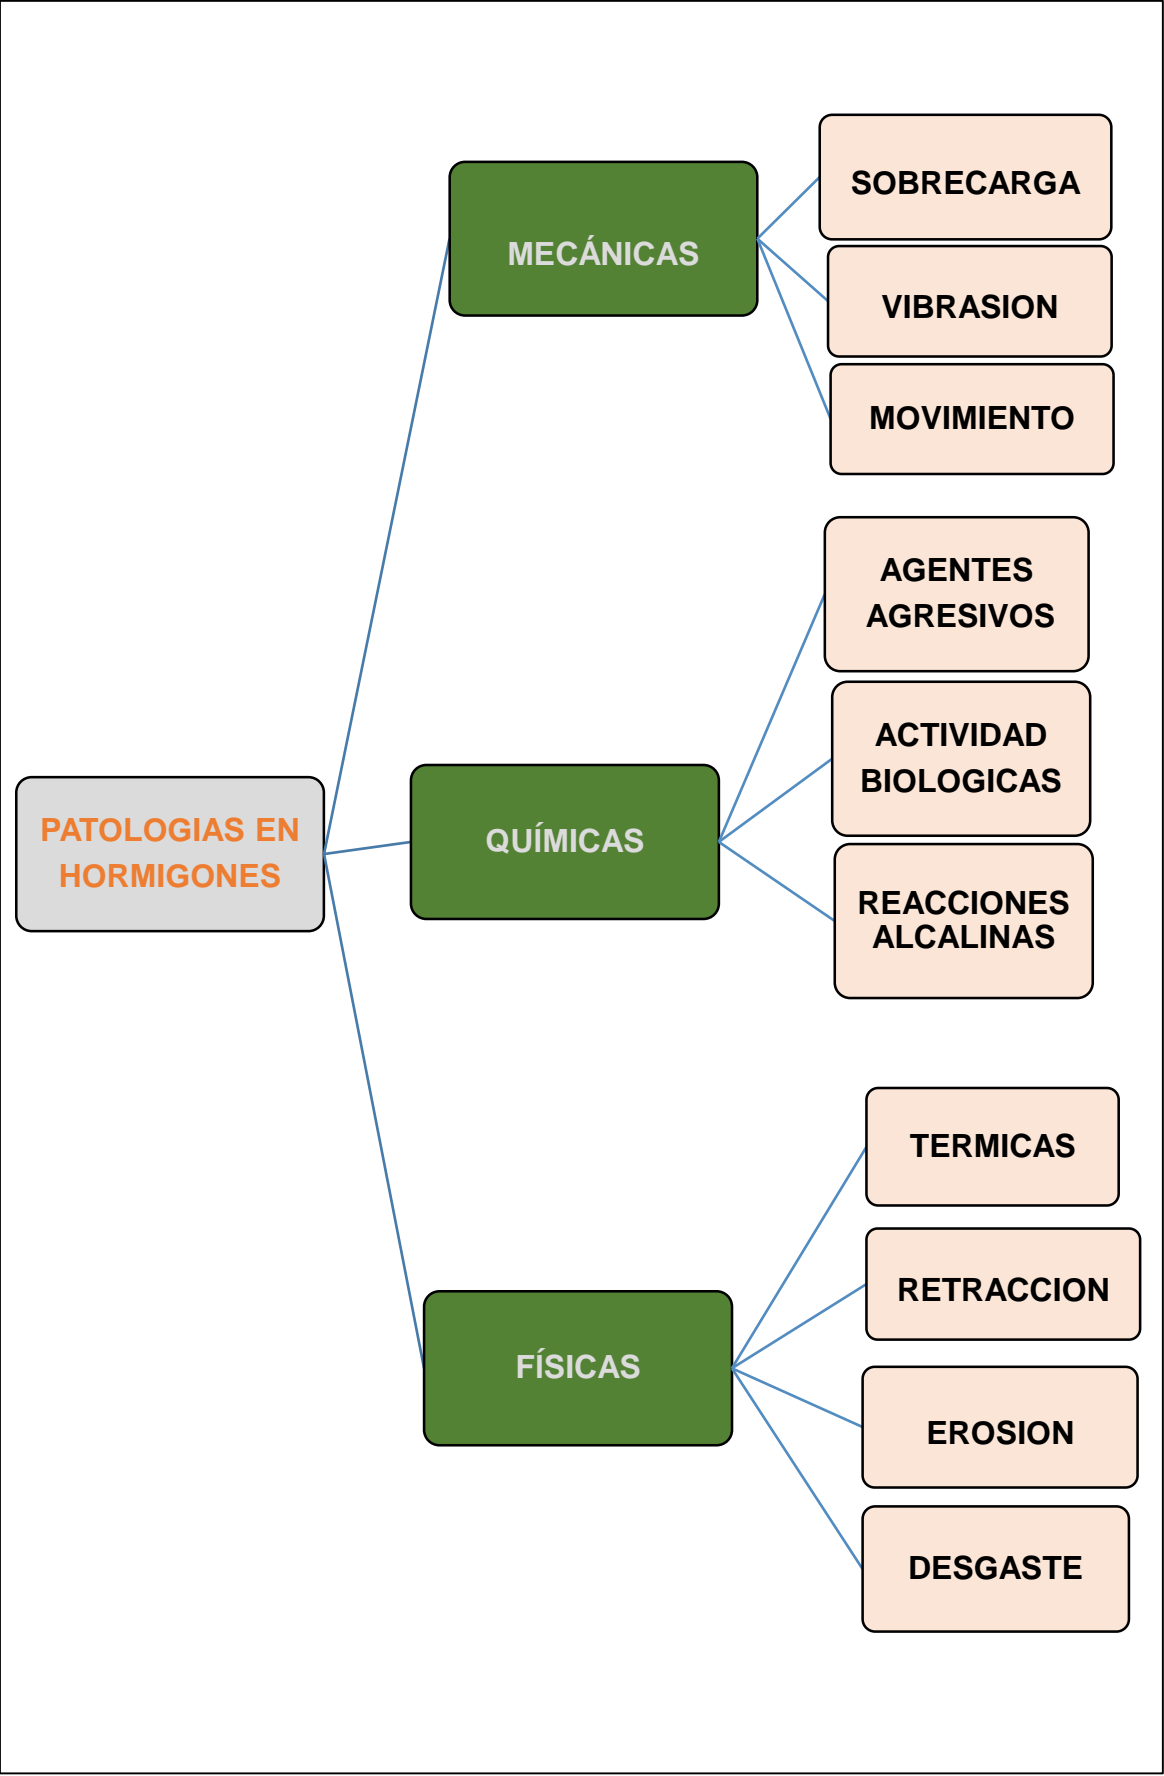 PATOLOGIAS EN
HORMIGONES
MECÁNICAS
SOBRECARGA
VIBRASION
MOVIMIENTO
QUÍMICAS
AGENTES
AGRESIVOS
ACTIVIDAD
BIOLOGICAS
REACCIONES
ALCALINAS
FÍSICAS
TERMICAS
RETRACCION
EROSION
DESGASTE